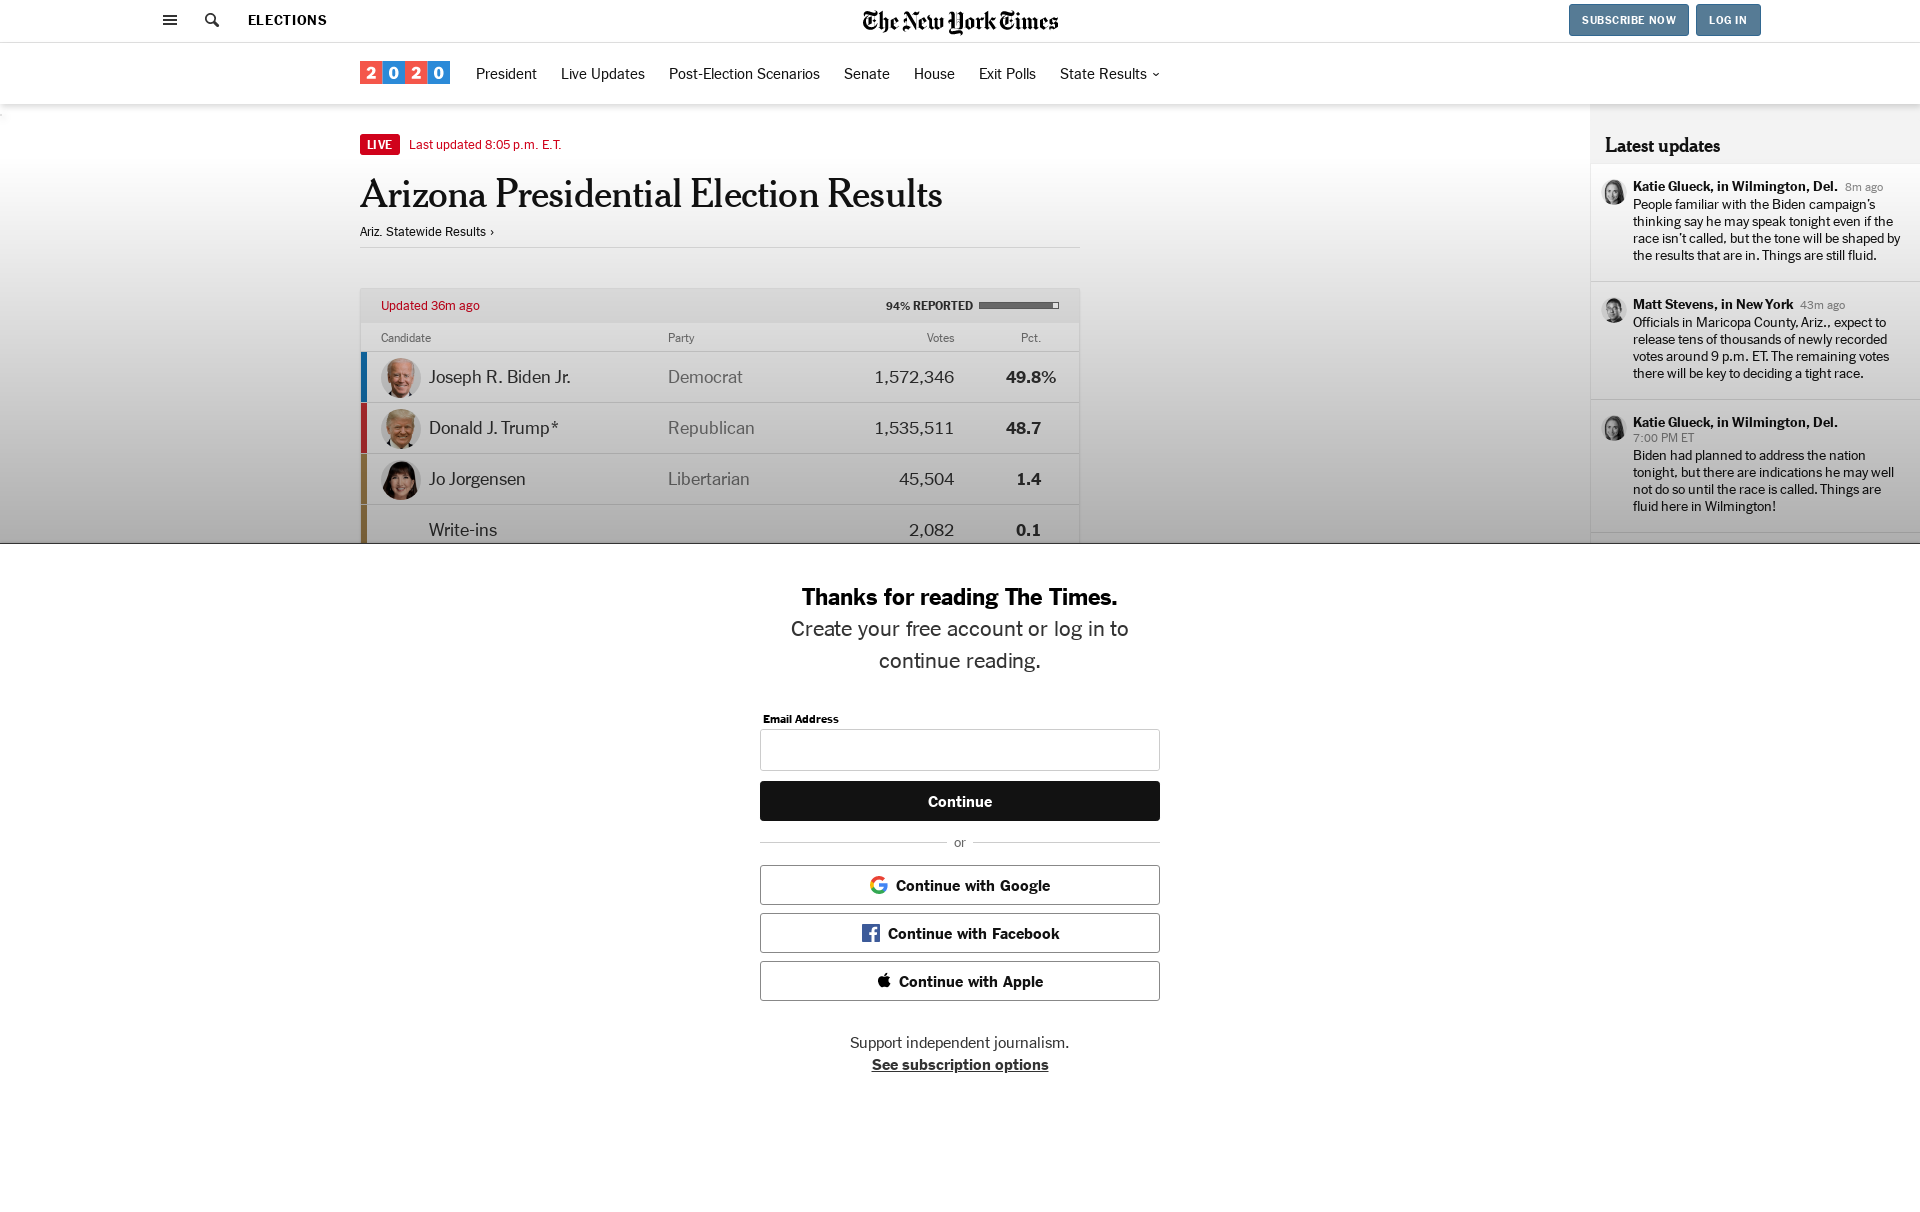 ELECTIONS
The New York Times
SUBSCRIBE NOW
LOG IN
2020
President
Live Updates
Post-Election Scenarios
Senate
House
Exit Polls
State Results
LIVE
Last updated 8:05 p.m. E.T.
Arizona Presidential Election Results
Ariz. Statewide Results ›
Updated 36m ago
94% REPORTED
Candidate Party Votes Pct.
Joseph R. Biden Jr. Democrat 1,572,346 49.8%
Donald J. Trump* Republican 1,535,511 48.7
Jo Jorgensen Libertarian 45,504 1.4
Write-ins 2,082 0.1
Latest updates
Katie Glueck, in Wilmington, Del. 8m ago
People familiar with the Biden campaign’s
thinking say he may speak tonight even if the
race isn’t called, but the tone will be shaped by
the results that are in. Things are still fluid.
Matt Stevens, in New York 43m ago
Officials in Maricopa County, Ariz., expect to
release tens of thousands of newly recorded
votes around 9 p.m. ET. The remaining votes
there will be key to deciding a tight race.
Katie Glueck, in Wilmington, Del.
7:00 PM ET
Biden had planned to address the nation
tonight, but there are indications he may well
not do so until the race is called. Things are
fluid here in Wilmington!
Thanks for reading The Times.
Create your free account or log in to
continue reading.
Email Address
Continue
or
Continue with Google
Continue with Facebook
Continue with Apple
Support independent journalism.
See subscription options